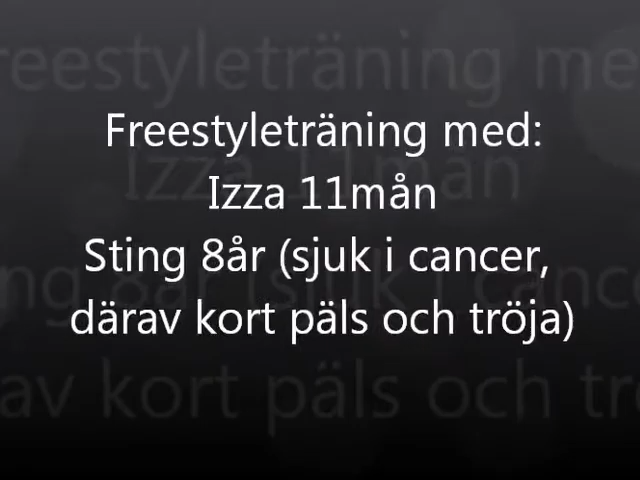 Freestyleträning med:
Izza 11mån
Sting 8år (sjuk i cancer,
därav kort päls och tröja)